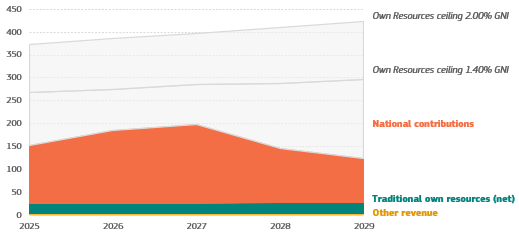 450
Own Resources ceiling 2.00% GNI
400
350
Own Resources ceiling 1.40% GNI
300
250
200
National contributions
150
100
50
Traditional own resources (net)
Other revenue
0
2025 2026 2027 2028 2029